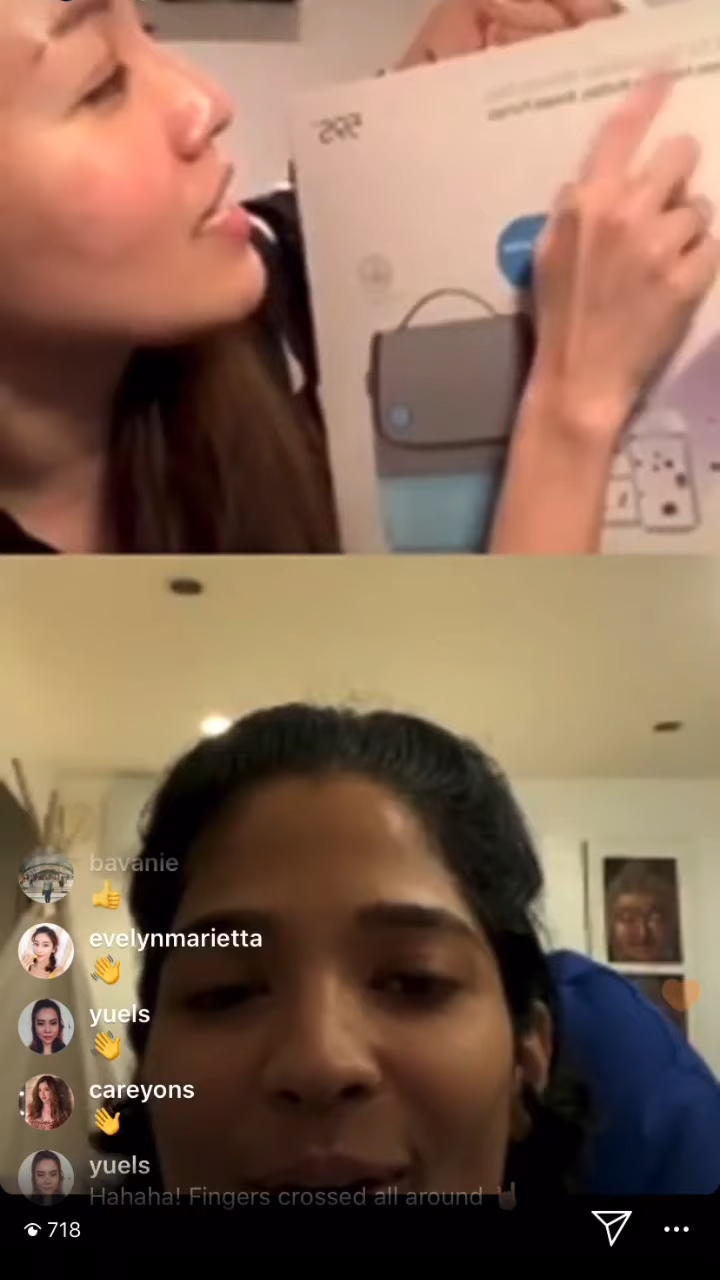 bavanie
👍
evelynmarietta
👋
yuels
👋
careyons
👋
yuels
Hahaha! Fingers crossed all around 🤘🏿
718